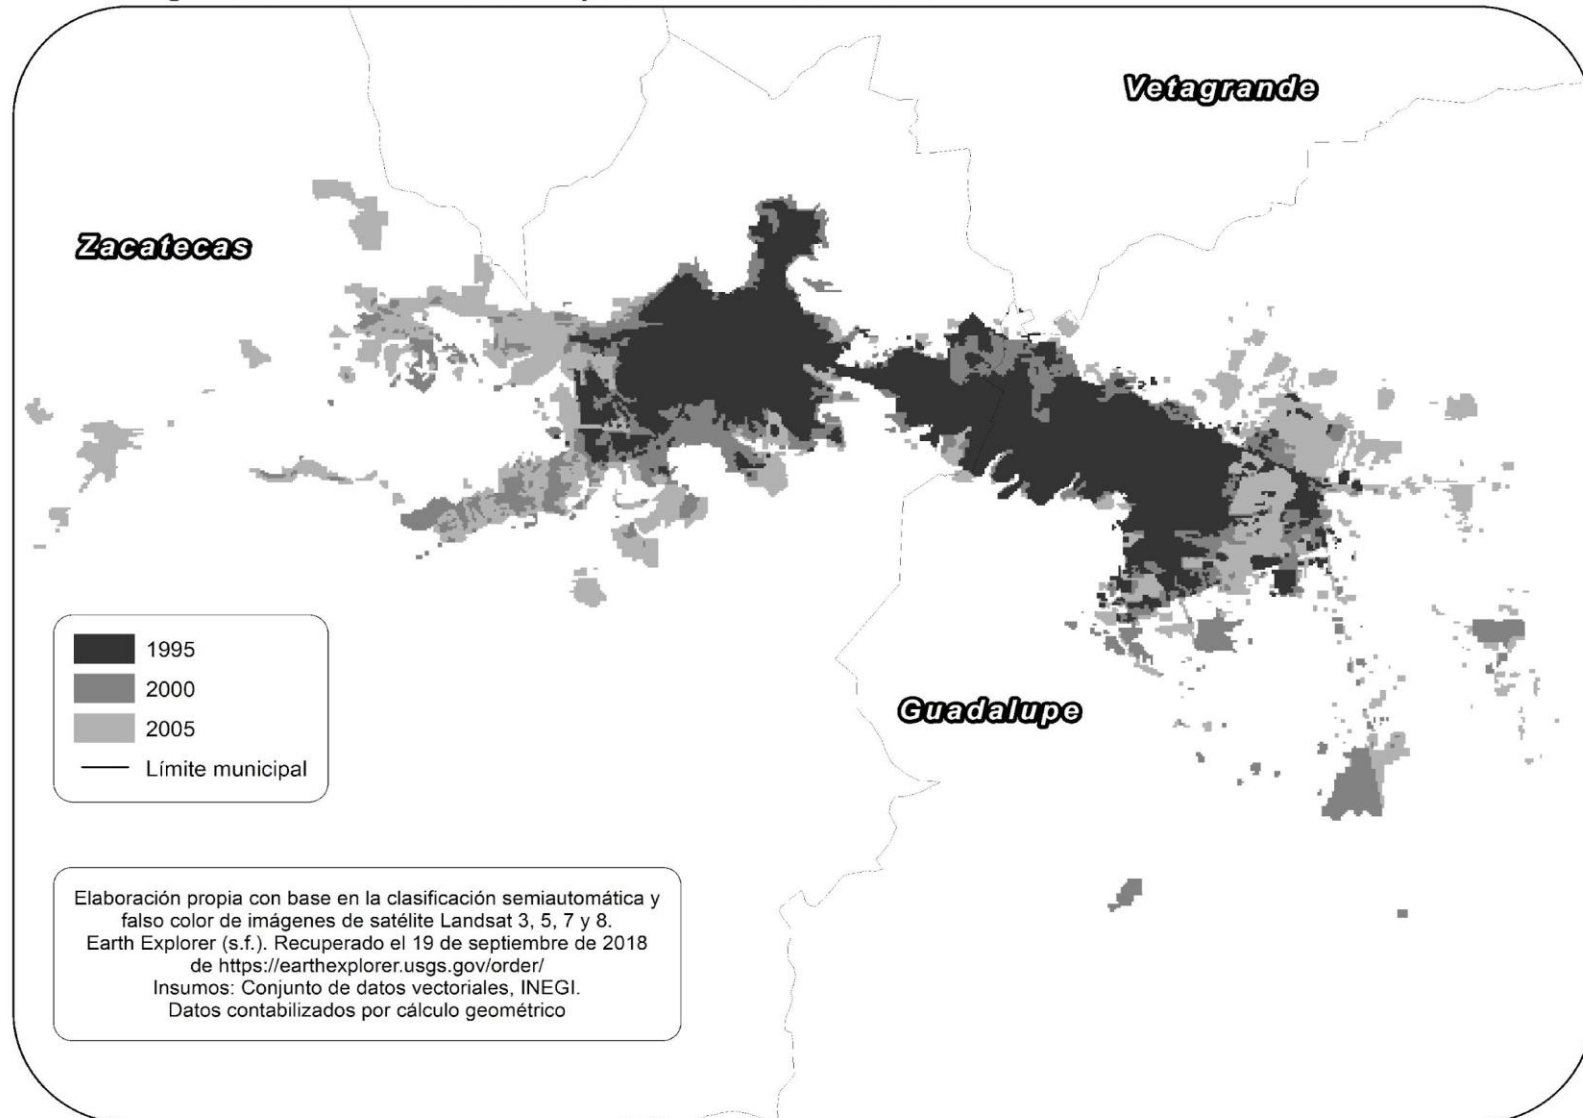 Vetagrande
Zacatecas
Guadalupe
1995
2000
2005
Límite municipal
Elaboración propia con base en la clasificación semiautomática y
falso color de imágenes de satélite Landsat 3, 5, 7 y 8.
Earth Explorer (s.f.). Recuperado el 19 de septiembre de 2018
de https://earthexplorer.usgs.gov/order/
Insumos: Conjunto de datos vectoriales, INEGI.
Datos contabilizados por cálculo geométrico